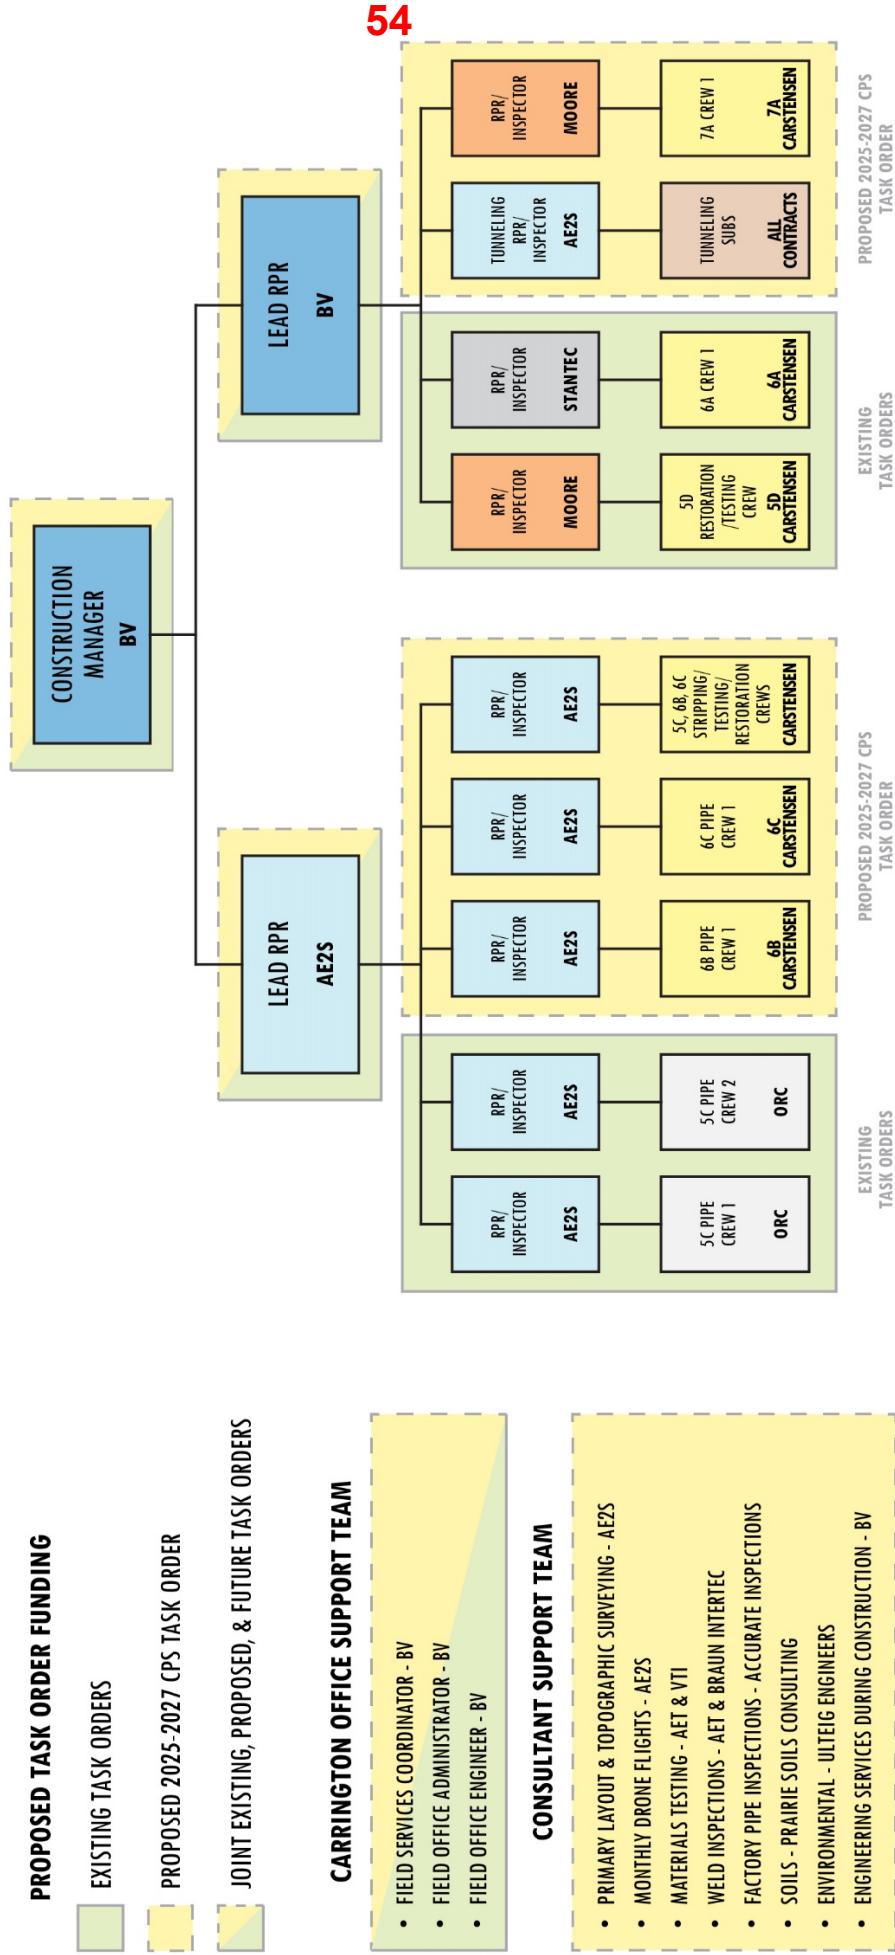 54
PROPOSED TASK ORDER FUNDING
EXISTING TASK ORDERS
PROPOSED 2025-2027 CPS TASK ORDER
JOINT EXISTING, PROPOSED, & FUTURE TASK ORDERS
CARRINGTON OFFICE SUPPORT TEAM
• FIELD SERVICES COORDINATOR - BV
• FIELD OFFICE ADMINISTRATOR - BV
• FIELD OFFICE ENGINEER - BV
CONSULTANT SUPPORT TEAM
• PRIMARY LAYOUT & TOPOGRAPHIC SURVEYING - AE2S
• MONTHLY DRONE FLIGHTS - AE2S
• MATERIALS TESTING - AET & VTI
• WELD INSPECTIONS - AET & BRAUN INTERTEC
• FACTORY PIPE INSPECTIONS - ACCURATE INSPECTIONS
• SOILS - PRAIRIE SOILS CONSULTING
• ENVIRONMENTAL - ULTEIG ENGINEERS
• ENGINEERING SERVICES DURING CONSTRUCTION - BV
CONSTRUCTION
MANAGER
BV
LEAD RPR
AE2S
LEAD RPR
BV
RPR/
INSPECTOR
AE2S
RPR/
INSPECTOR
AE2S
RPR/
INSPECTOR
AE2S
RPR/
INSPECTOR
AE2S
RPR/
INSPECTOR
AE2S
RPR/
INSPECTOR
MOORE
RPR/
INSPECTOR
STANTEC
TUNNELING
RPR/
INSPECTOR
AE2S
RPR/
INSPECTOR
MOORE
5C PIPE
CREW 1
ORC
5C PIPE
CREW 2
ORC
6B PIPE
CREW 1
6B
CARSTENSEN
6C PIPE
CREW 1
6C
CARSTENSEN
5C, 6B, 6C
STRIPPING/
TESTING/
RESTORATION
CREWS
CARSTENSEN
5D
RESTORATION
/TESTING
CREW
5D
CARSTENSEN
6A CREW 1
6A
CARSTENSEN
TUNNELING
SUBS
ALL
CONTRACTS
7A CREW 1
7A
CARSTENSEN
EXISTING
TASK ORDERS
PROPOSED 2025-2027 CPS
TASK ORDER
EXISTING
TASK ORDERS
PROPOSED 2025-2027 CPS
TASK ORDER